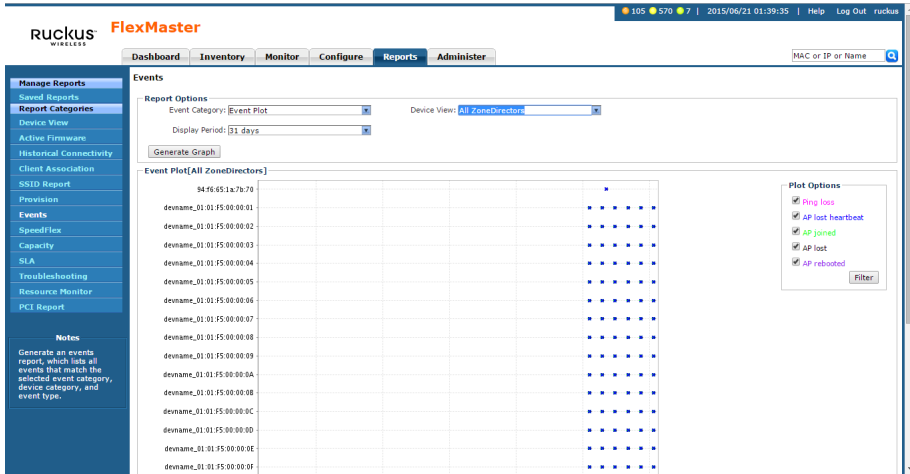 105 570 7 | 2015/06/21 01:39:35 | Help Log Out ruckus
Ruckus WIRELESS
FlexMaster
Dashboard Inventory Monitor Configure Reports Administer
MAC or IP or Name
Manage Reports
Saved Reports
Report Categories
Device View
Active Firmware
Historical Connectivity
Client Association
SSID Report
Provision
Events
SpeedFlex
Capacity
SLA
Troubleshooting
Resource Monitor
PCI Report
Notes
Generate an events
report, which lists all
events that match the
selected event category,
device category, and
event type.
Events
Report Options
Event Category: Event Plot
Device View: All ZoneDirectors
Display Period: 31 days
Generate Graph
Event Plot[All ZoneDirectors]
94:f6:65:1a:7b:70
devname_01:01:F5:00:00:01
devname_01:01:F5:00:00:02
devname_01:01:F5:00:00:03
devname_01:01:F5:00:00:04
devname_01:01:F5:00:00:05
devname_01:01:F5:00:00:06
devname_01:01:F5:00:00:07
devname_01:01:F5:00:00:08
devname_01:01:F5:00:00:09
devname_01:01:F5:00:00:0A
devname_01:01:F5:00:00:0B
devname_01:01:F5:00:00:0C
devname_01:01:F5:00:00:0D
devname_01:01:F5:00:00:0E
devname_01:01:F5:00:00:0F
Plot Options
Ping loss
AP lost heartbeat
AP joined
AP lost
AP rebooted
Filter